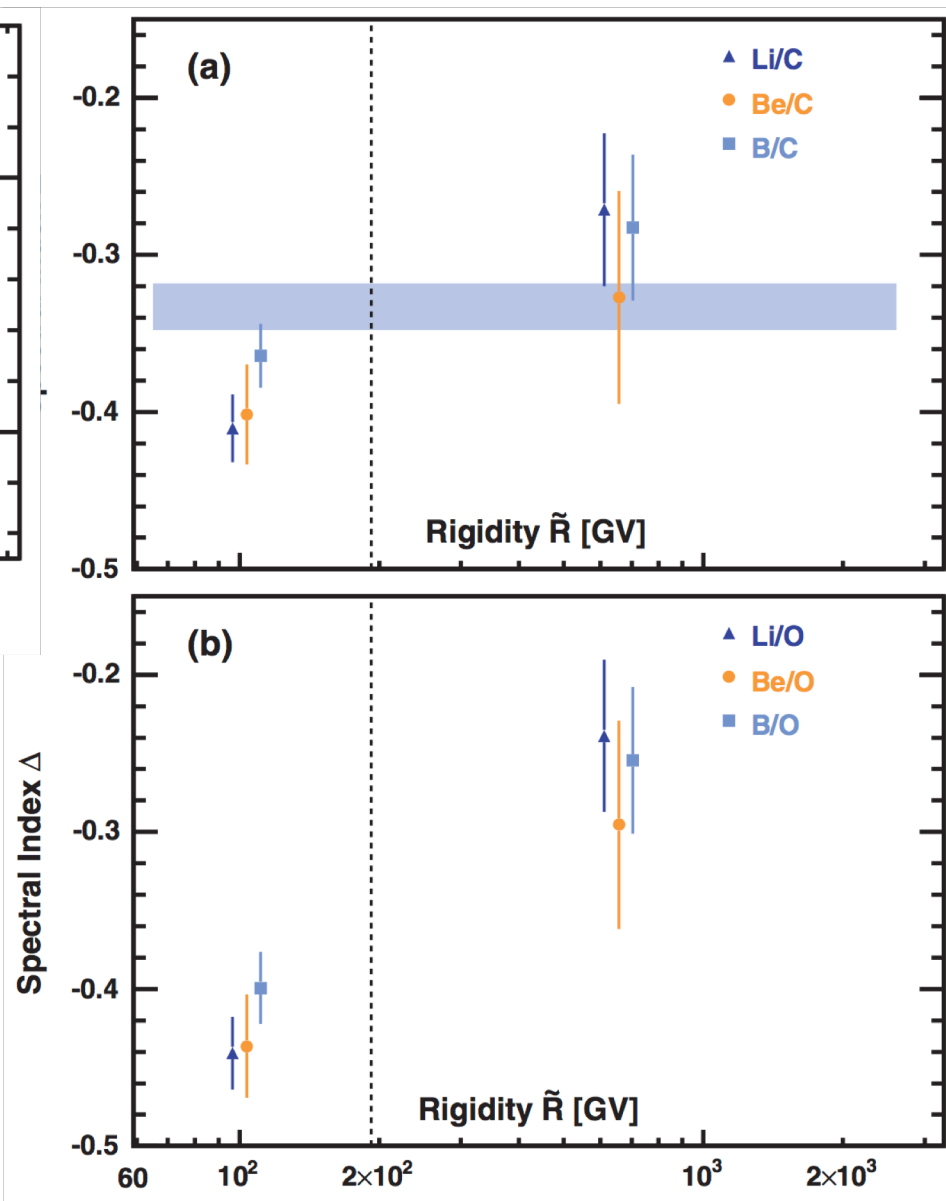 (a)
Li/C
Be/C
B/C
-0.2
-0.3
-0.4
-0.5
Rigidity R̃ [GV]
(b)
Li/O
Be/O
B/O
-0.2
-0.3
-0.4
-0.5
Rigidity R̃ [GV]
Spectral Index Δ
60 10² 2×10² 10³ 2×10³